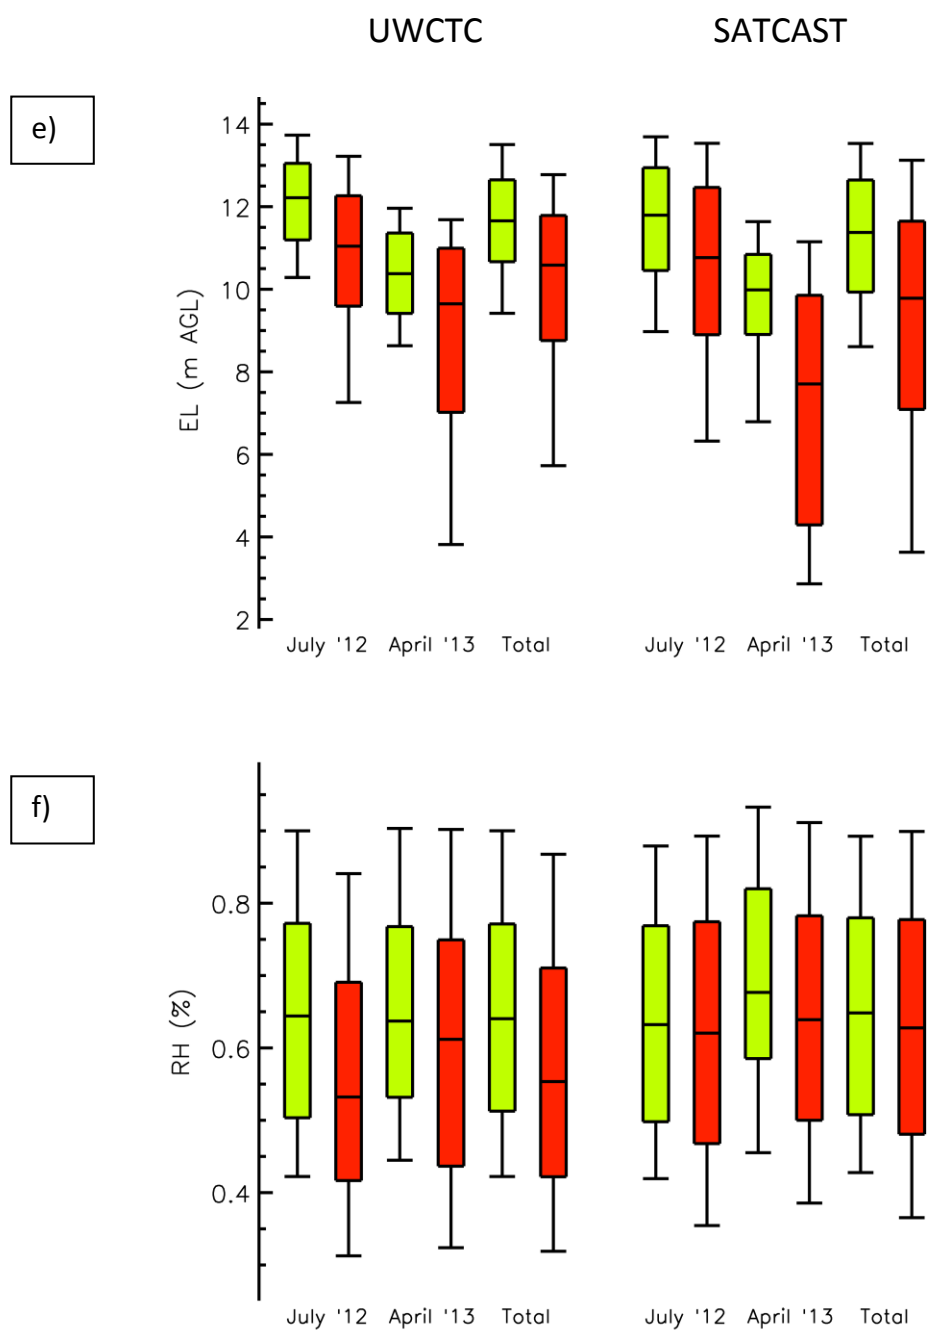 UWCTC SATCAST
e)
14
12
10
8
6
4
2
EL (m AGL)
July '12 April '13 Total July '12 April '13 Total
f)
0.8
0.6
0.4
RH (%)
July '12 April '13 Total July '12 April '13 Total